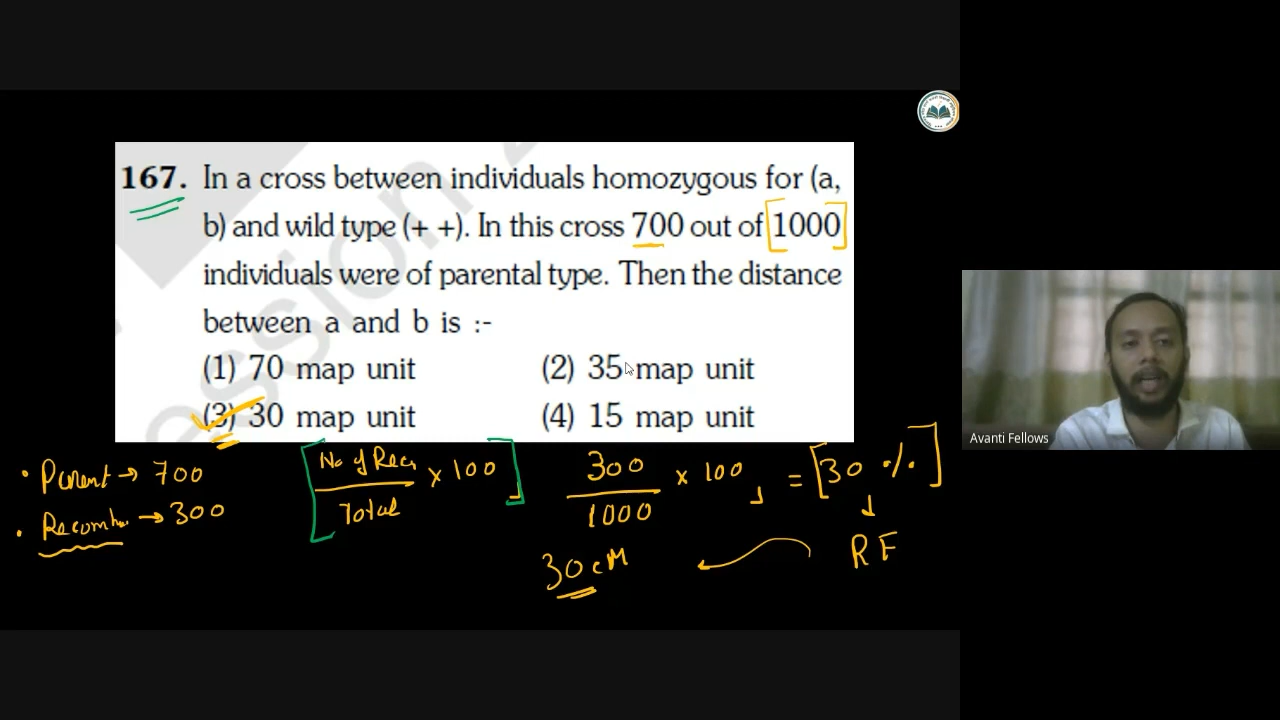 167. In a cross between individuals homozygous for (a,
b) and wild type (+ +). In this cross 700 out of 1000
individuals were of parental type. Then the distance
between a and b is :-
(1) 70 map unit (2) 35 map unit
(3) 30 map unit (4) 15 map unit
• Parent → 700
• Recombi → 300
No of Rec
Total
× 100
300
1000
× 100 = [30 %]
↓
RF
30 cM
Avanti Fellows